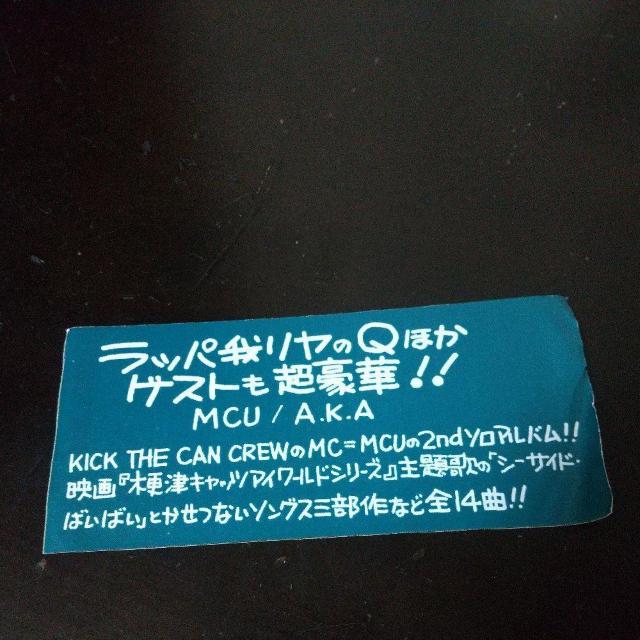 ラッパ我リヤのQほか
ゲストも超豪華!!
MCU / A.K.A
KICK THE CAN CREWのMC=MCUの2ndソロアルバム!!
映画『木更津キャッツアイワールドシリーズ』主題歌の「シーサイド・
ばいばい」とかせつないソングス三部作など全14曲!!